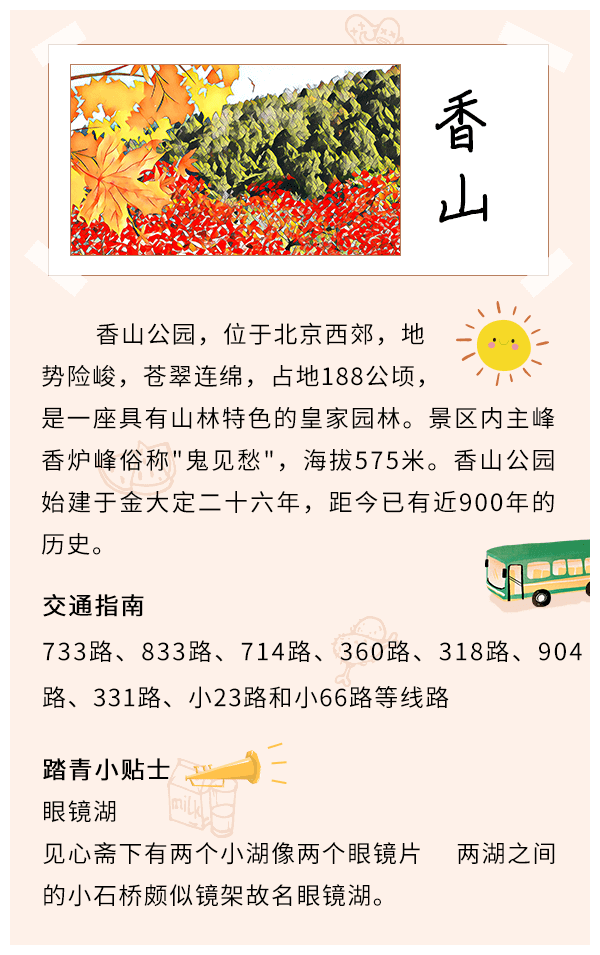 香山
香山公园，位于北京西郊，地
势险峻，苍翠连绵，占地188公顷，
是一座具有山林特色的皇家园林。景区内主峰
香炉峰俗称"鬼见愁"，海拔575米。香山公园
始建于金大定二十六年，距今已有近900年的
历史。
交通指南
733路、833路、714路、360路、318路、904
路、331路、小23路和小66路等线路
踏青小贴士
milk
眼镜湖
见心斋下有两个小湖像两个眼镜片 两湖之间
的小石桥颇似镜架故名眼镜湖。